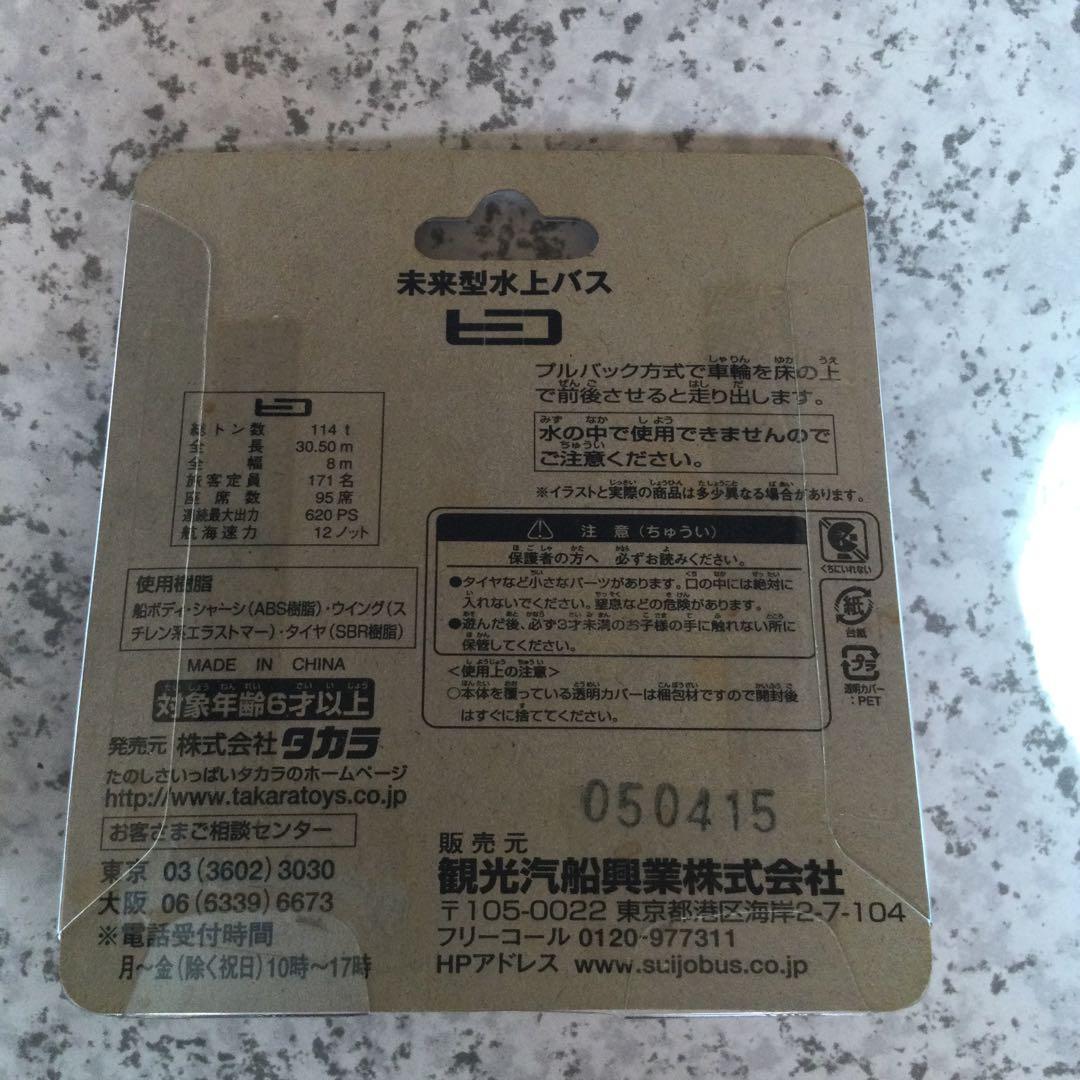 未来型水上バス
プルバック方式で車輪を床の上
で前後させると走り出します。
水の中で使用できませんので
ご注意ください。
※イラストと実際の商品は多少異なる場合があります。
総トン数 114 t
全長 30.50 m
全幅 8 m
旅客定員 171 名
座席数 95 席
連続最大出力 620 PS
航海速力 12 ノット
使用樹脂
船ボディ・シャーシ(ABS樹脂)・ウイング(ス
チレン系エラストマー)・タイヤ(SBR樹脂)
MADE IN CHINA
対象年齢6才以上
発売元 株式会社タカラ
たのしさいっぱいタカラのホームページ
http://www.takaratoys.co.jp
お客さまご相談センター
東京 03(3602)3030
大阪 06(6339)6673
※電話受付時間
月〜金(除く祝日)10時〜17時
注意(ちゅうい)
保護者の方へ 必ずお読みください。
●タイヤなど小さなパーツがあります。口の中には絶対に
入れないでください。窒息などの危険があります。
●遊んだ後、必ず3才未満のお子様の手に触れない所に
保管してください。
<使用上の注意>
○本体を覆っている透明カバーは梱包材ですので開封後
はすぐに捨ててください。
くちにいれない
紙
台紙
プラ
透明カバー
:PET
050415
販売元
観光汽船興業株式会社
〒105-0022 東京都港区海岸2-7-104
フリーコール 0120-977311
HPアドレス www.suijobus.co.jp